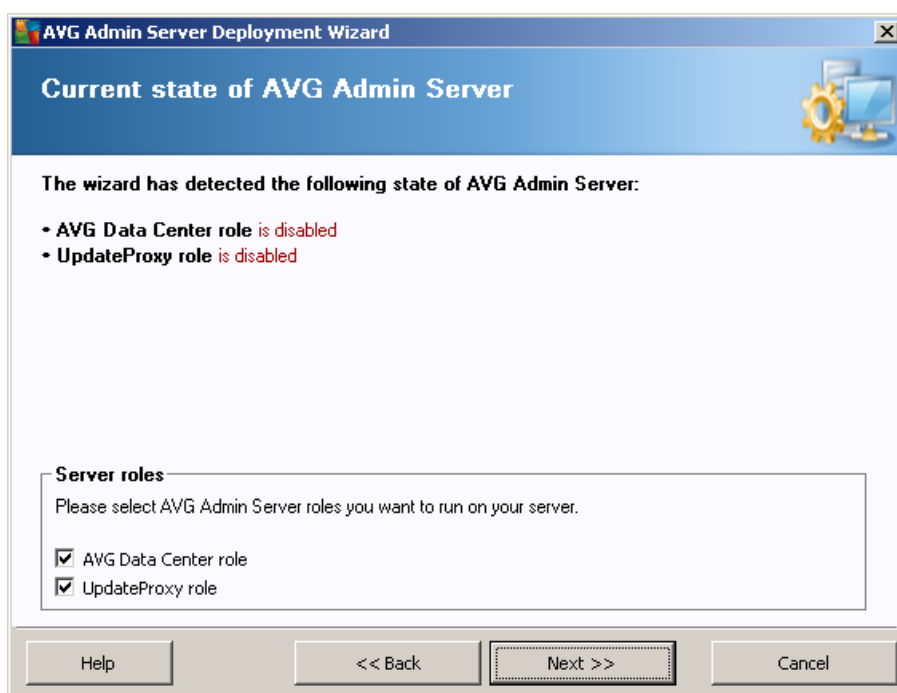 AVG Admin Server Deployment Wizard
Current state of AVG Admin Server
The wizard has detected the following state of AVG Admin Server:
• AVG Data Center role is disabled
• UpdateProxy role is disabled
Server roles
Please select AVG Admin Server roles you want to run on your server.
AVG Data Center role
UpdateProxy role
Help
<< Back
Next >>
Cancel